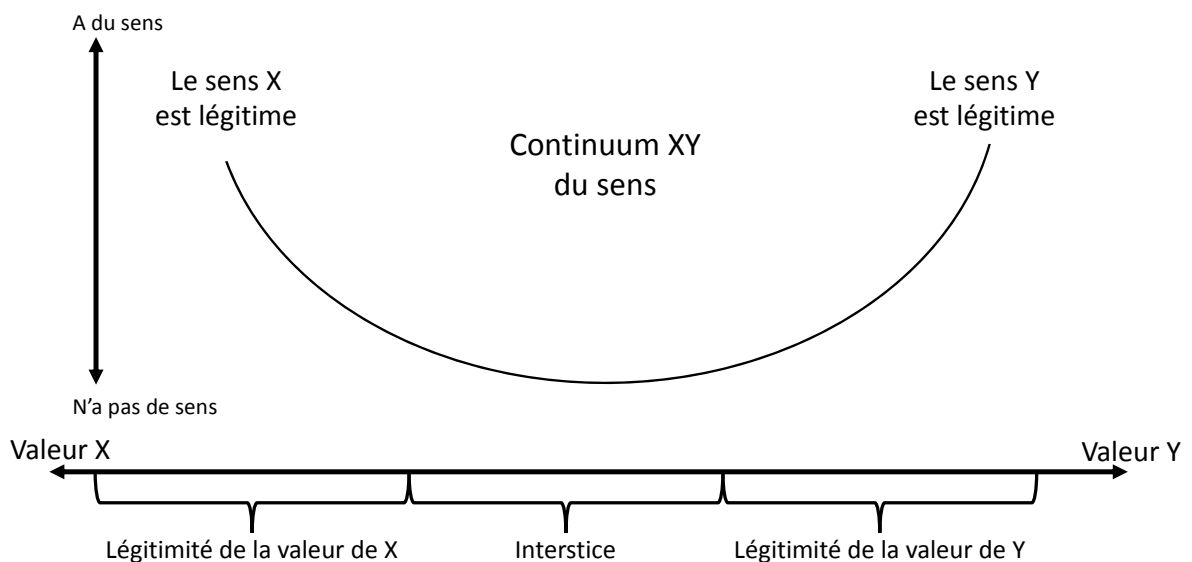 A du sens
Le sens X
est légitime
Le sens Y
est légitime
Continuum XY
du sens
N'a pas de sens
Valeur X
Valeur Y
Légitimité de la valeur de X
Interstice
Légitimité de la valeur de Y